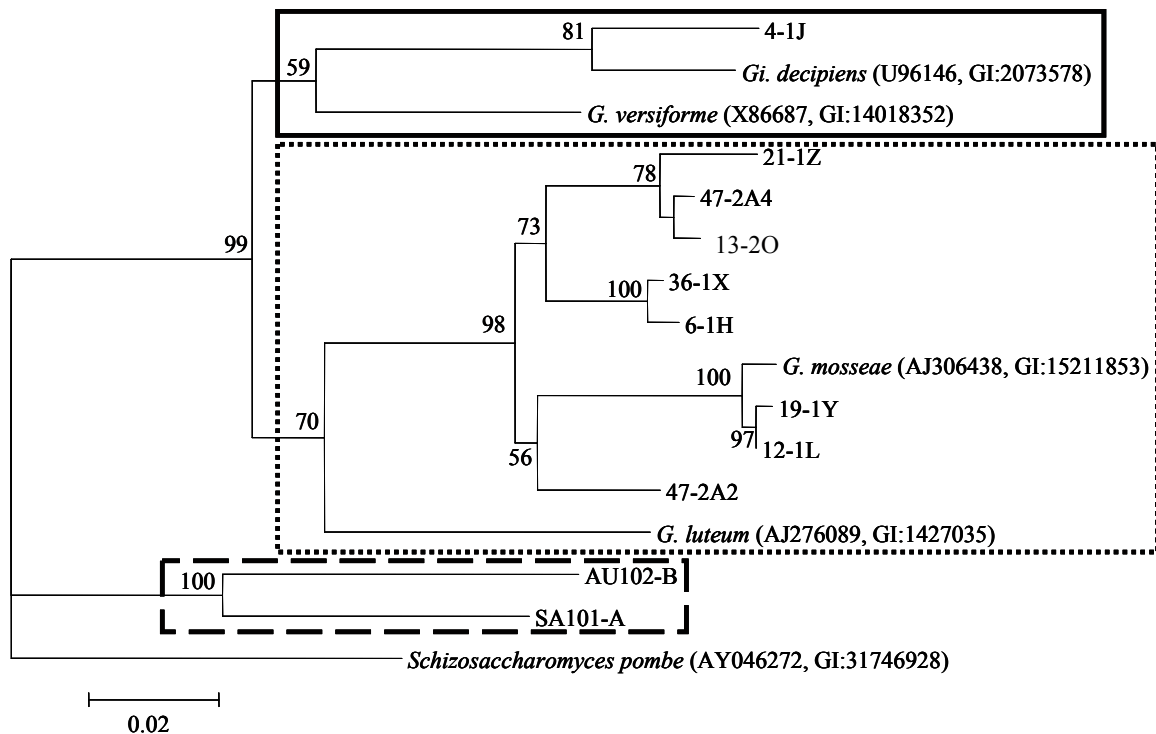 81
4-1J
59
Gi. decipiens (U96146, GI:2073578)
G. versiforme (X86687, GI:14018352)
21-1Z
78
47-2A4
73
13-2O
99
36-1X
100
6-1H
98
G. mosseae (AJ306438, GI:15211853)
100
19-1Y
70
97
12-1L
56
47-2A2
G. luteum (AJ276089, GI:1427035)
100
AU102-B
SA101-A
Schizosaccharomyces pombe (AY046272, GI:31746928)
0.02